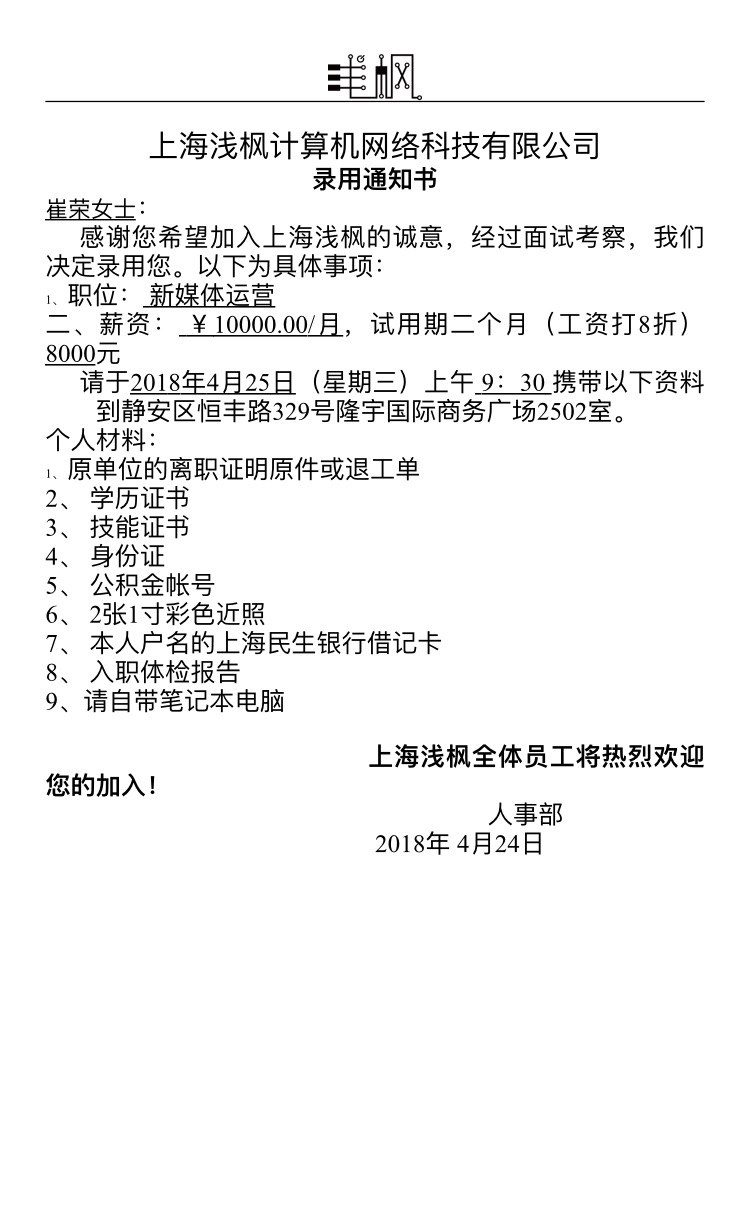 上海浅枫计算机网络科技有限公司
录用通知书
崔荣女士：
感谢您希望加入上海浅枫的诚意，经过面试考察，我们
决定录用您。以下为具体事项：
1、职位： 新媒体运营
二、薪资： ￥10000.00/月，试用期二个月（工资打8折）
8000元
请于2018年4月25日（星期三）上午 9：30 携带以下资料
到静安区恒丰路329号隆宇国际商务广场2502室。
个人材料：
1、原单位的离职证明原件或退工单
2、 学历证书
3、 技能证书
4、 身份证
5、 公积金帐号
6、 2张1寸彩色近照
7、 本人户名的上海民生银行借记卡
8、 入职体检报告
9、请自带笔记本电脑
上海浅枫全体员工将热烈欢迎
您的加入！
人事部
2018年 4月24日